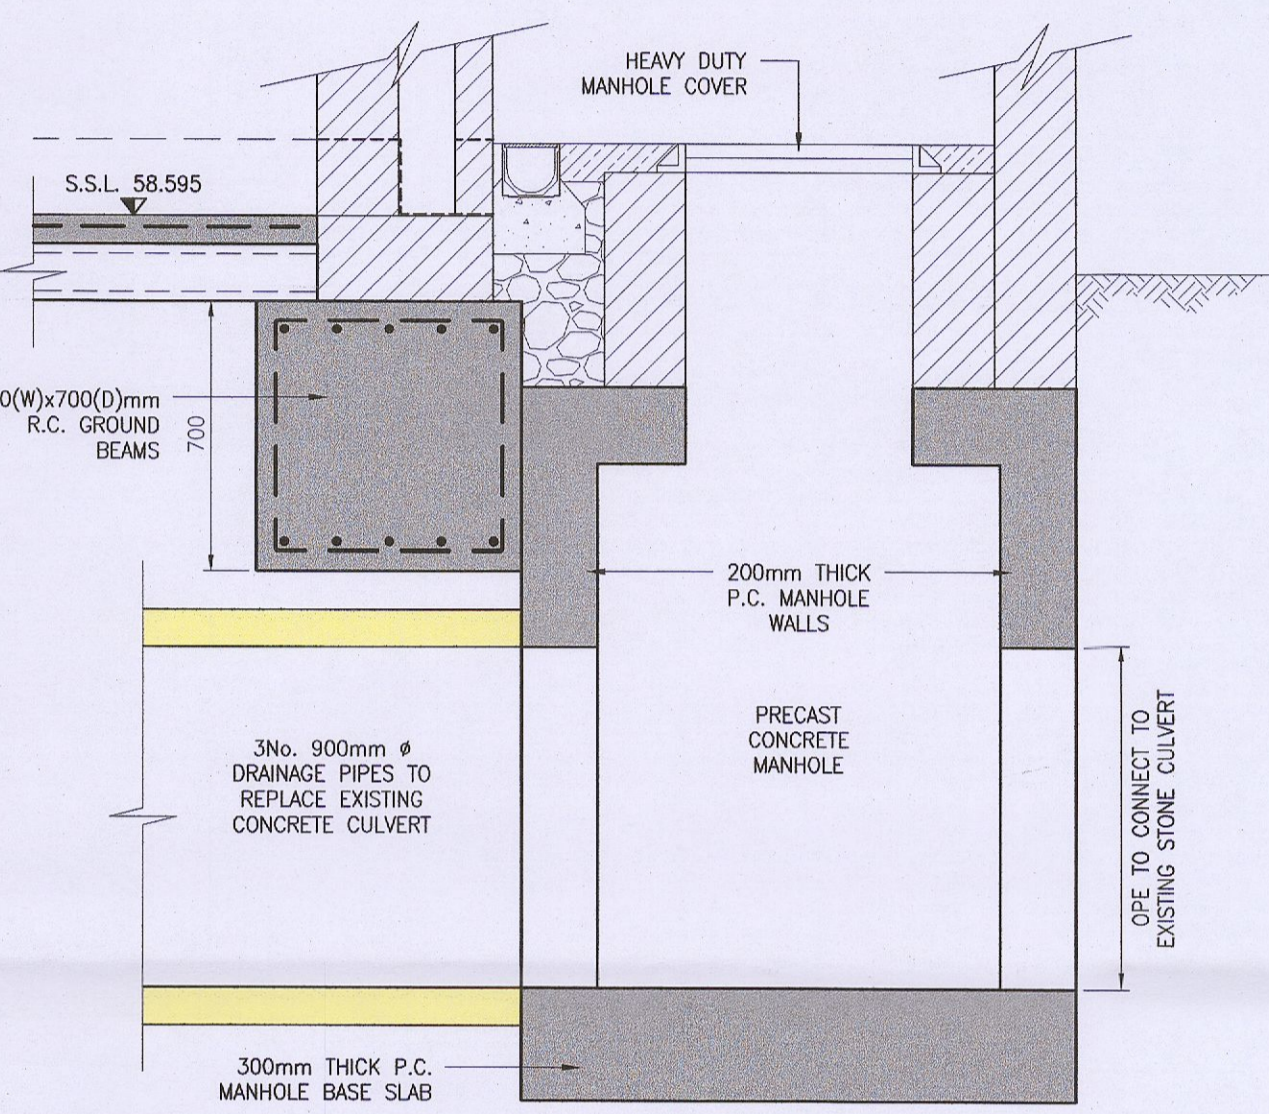 HEAVY DUTY
MANHOLE COVER
S.S.L. 58.595
0(W)x700(D)mm
R.C. GROUND
BEAMS
700
200mm THICK
P.C. MANHOLE
WALLS
3No. 900mm ø
DRAINAGE PIPES TO
REPLACE EXISTING
CONCRETE CULVERT
PRECAST
CONCRETE
MANHOLE
OPE TO CONNECT TO
EXISTING STONE CULVERT
300mm THICK P.C.
MANHOLE BASE SLAB